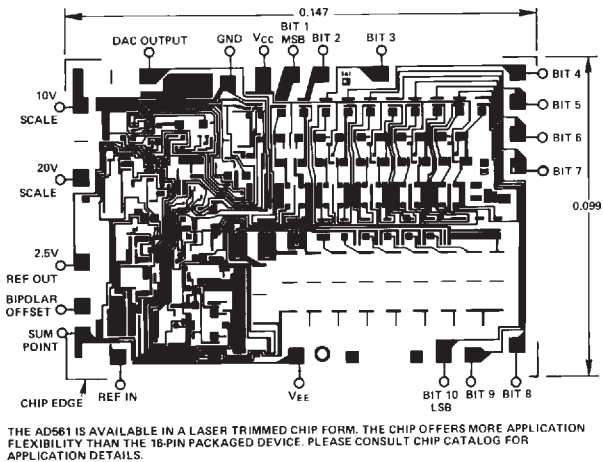 0.147
DAC OUTPUT
GND
VCC
BIT 1
MSB
BIT 2
BIT 3
BIT 4
BIT 5
BIT 6
BIT 7
0.099
10V
SCALE
20V
SCALE
2.5V
REF OUT
BIPOLAR
OFFSET
SUM
POINT
CHIP EDGE
REF IN
VEE
BIT 10
LSB
BIT 9
BIT 8
THE AD561 IS AVAILABLE IN A LASER TRIMMED CHIP FORM. THE CHIP OFFERS MORE APPLICATION
FLEXIBILITY THAN THE 16-PIN PACKAGED DEVICE. PLEASE CONSULT CHIP CATALOG FOR
APPLICATION DETAILS.